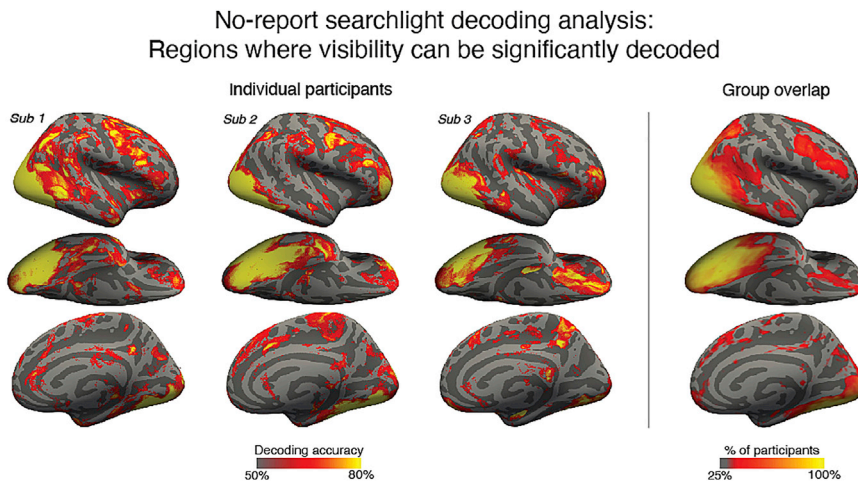 No-report searchlight decoding analysis:
Regions where visibility can be significantly decoded
Individual participants
Group overlap
Sub 1
Sub 2
Sub 3
Decoding accuracy
50%
80%
% of participants
25%
100%